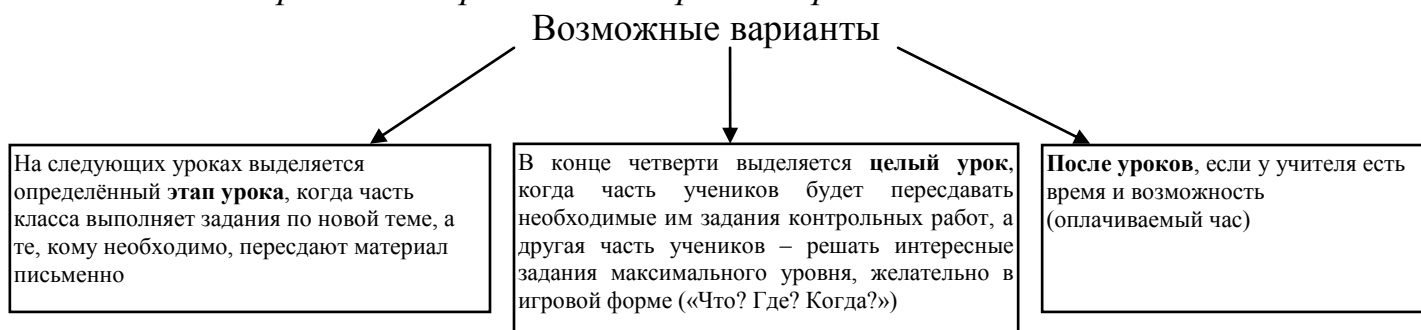 Возможные варианты
На следующих уроках выделяется
определённый этап урока, когда часть
класса выполняет задания по новой теме, а
те, кому необходимо, пересдают материал
письменно
В конце четверти выделяется целый урок,
когда часть учеников будет пересдавать
необходимые им задания контрольных работ, а
другая часть учеников – решать интересные
задания максимального уровня, желательно в
игровой форме («Что? Где? Когда?»)
После уроков, если у учителя есть
время и возможность
(оплачиваемый час)